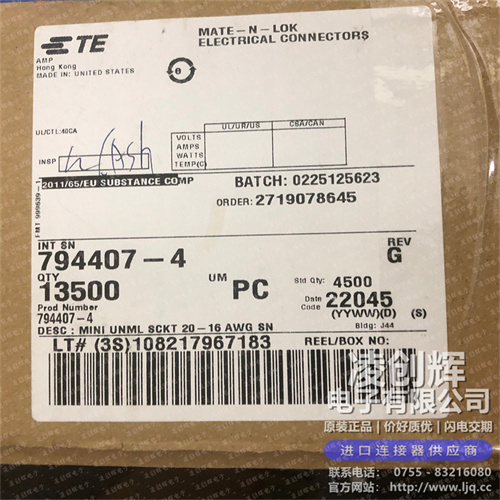 TE
MATE-N-LOK
ELECTRICAL CONNECTORS
AMP
Hong Kong
MADE IN: UNITED STATES
e
UL/CTL:40CA
UL/UR/US CSA/CAN
VOLTS
AMPS
WATTS
TEMP(C)
INSP
2011/65/EU SUBSTANCE COMP
BATCH: 0225125623
ORDER: 2719078645
FMT 999639-1
INT SN
794407-4
REV
G
QTY
13500
UM PC
Std Qty: 4500
Date Code 22045
(YYWW)(D) (S)
Prod Number
794407-4
Bldg: J44
DESC: MINI UNML SCKT 20-16 AWG SN
LT# (3S)108217967183
REEL/BOX NO:
凌创辉
电子有限公司
原装正品 | 价好质优 | 闪电交期
进口连接器供应商
联系电话: 0755-83216080
官方网站: http://www.ljq.cc